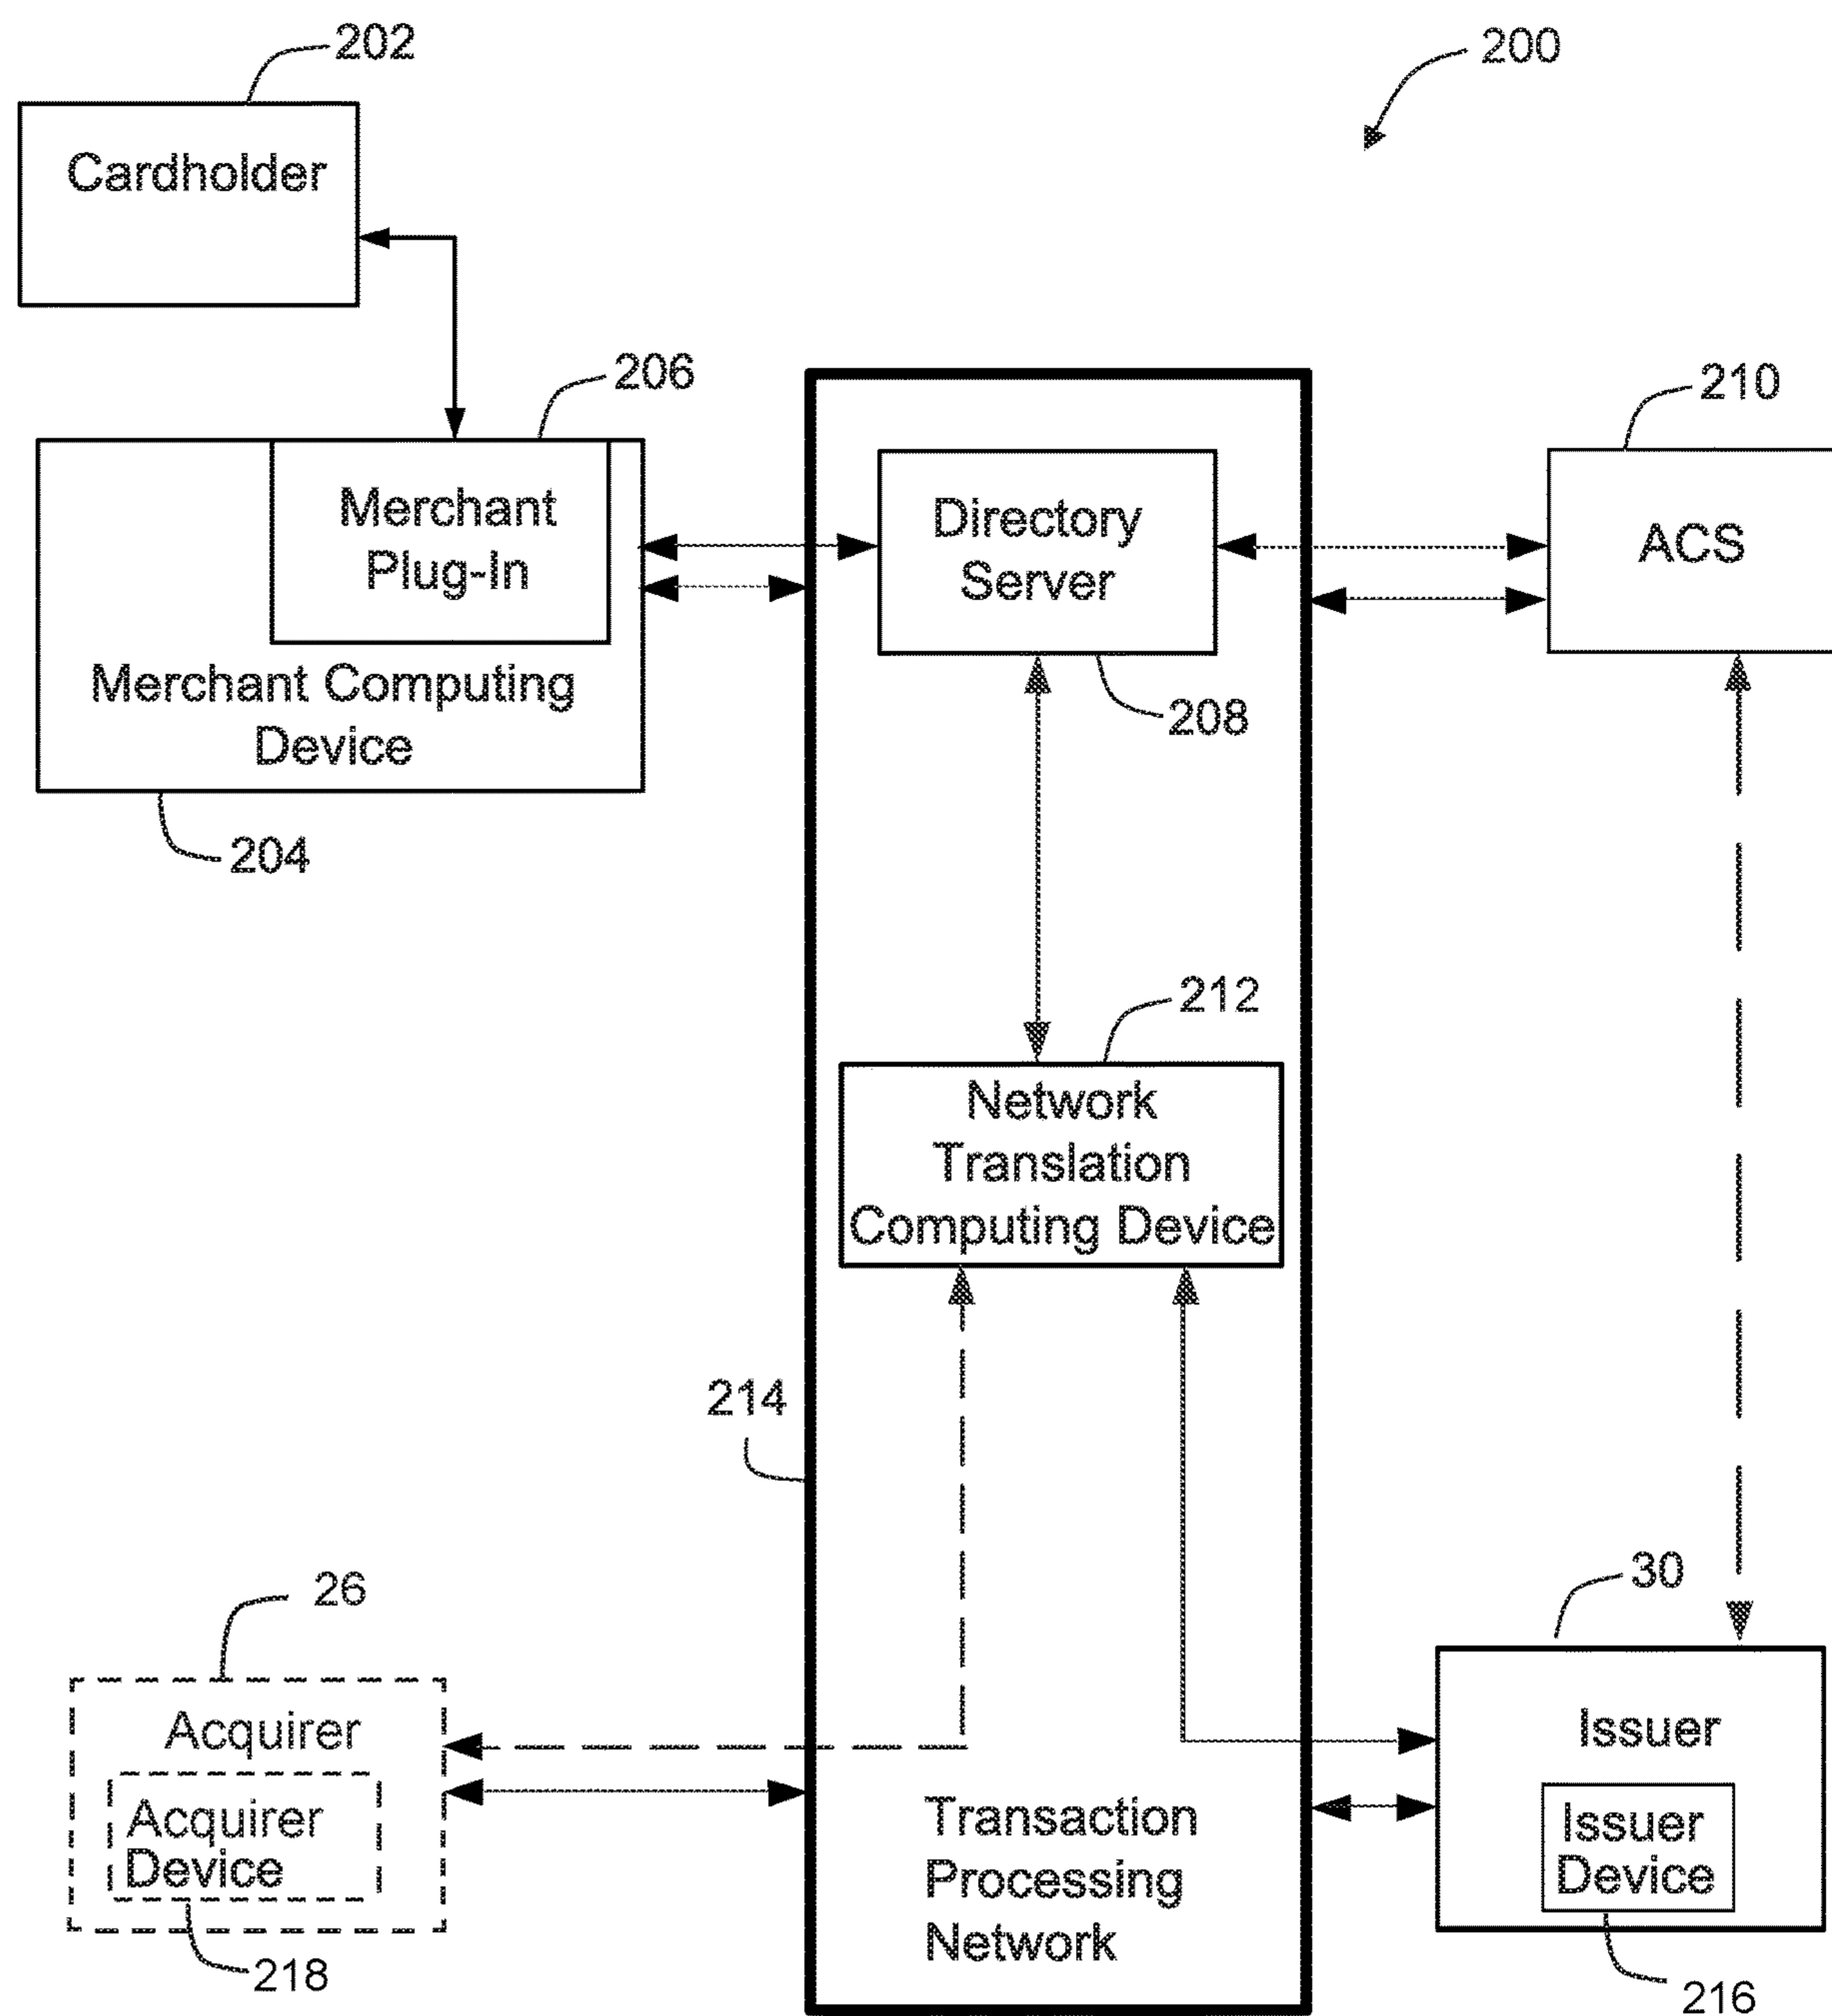 202
200
Cardholder
206
210
Merchant
Plug-In
Merchant Computing
Device
204
Directory
Server
208
ACS
212
Network
Translation
Computing Device
214
26
Acquirer
Acquirer
Device
218
Transaction
Processing
Network
30
Issuer
Issuer
Device
216